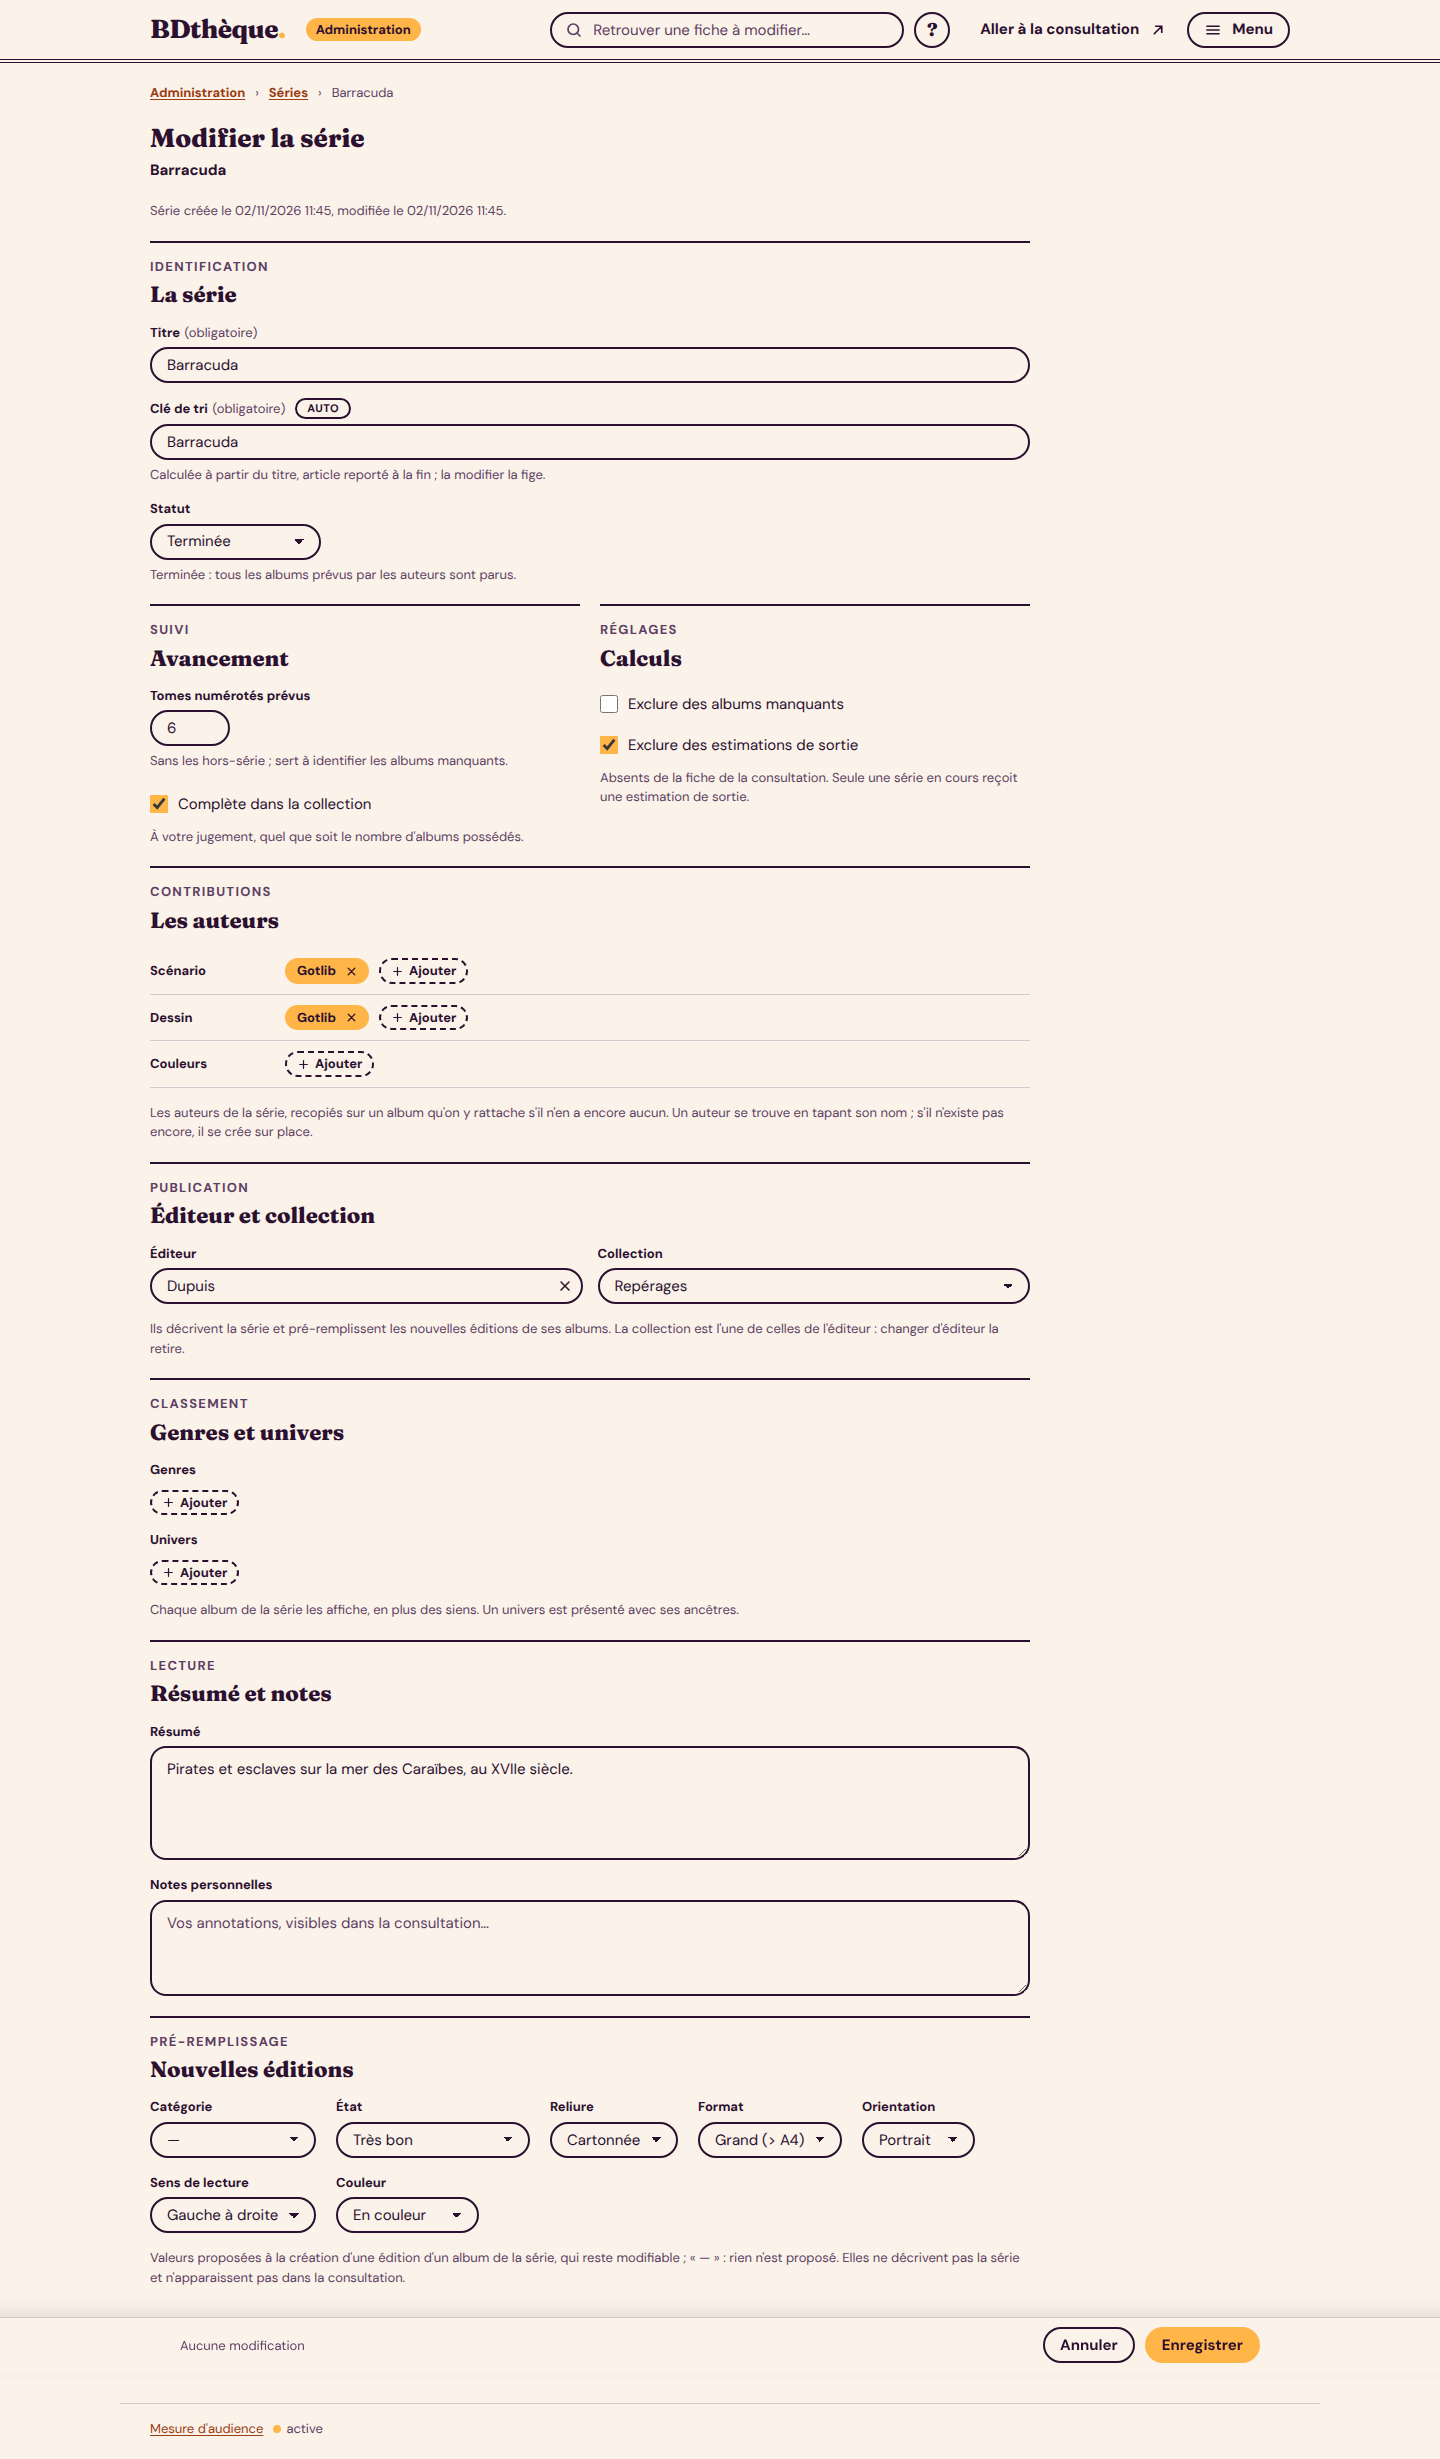 BDthèque.
Administration
Retrouver une fiche à modifier…
?
Aller à la consultation
Menu
Administration › Séries › Barracuda
Modifier la série
Barracuda
Série créée le 02/11/2026 11:45, modifiée le 02/11/2026 11:45.
IDENTIFICATION
La série
Titre (obligatoire)
Barracuda
Clé de tri (obligatoire) AUTO
Barracuda
Calculée à partir du titre, article reporté à la fin ; la modifier la fige.
Statut
Terminée
Terminée : tous les albums prévus par les auteurs sont parus.
SUIVI
Avancement
Tomes numérotés prévus
6
Sans les hors-série ; sert à identifier les albums manquants.
Complète dans la collection
À votre jugement, quel que soit le nombre d'albums possédés.
RÉGLAGES
Calculs
Exclure des albums manquants
Exclure des estimations de sortie
Absents de la fiche de la consultation. Seule une série en cours reçoit
une estimation de sortie.
CONTRIBUTIONS
Les auteurs
Scénario Gotlib × + Ajouter
Dessin Gotlib × + Ajouter
Couleurs + Ajouter
Les auteurs de la série, recopiés sur un album qu'on y rattache s'il n'en a encore aucun. Un auteur se trouve en tapant son nom ; s'il n'existe pas
encore, il se crée sur place.
PUBLICATION
Éditeur et collection
Éditeur
Dupuis ×
Collection
Repérages
Ils décrivent la série et pré-remplissent les nouvelles éditions de ses albums. La collection est l'une de celles de l'éditeur : changer d'éditeur la
retire.
CLASSEMENT
Genres et univers
Genres
+ Ajouter
Univers
+ Ajouter
Chaque album de la série les affiche, en plus des siens. Un univers est présenté avec ses ancêtres.
LECTURE
Résumé et notes
Résumé
Pirates et esclaves sur la mer des Caraïbes, au XVIIe siècle.
Notes personnelles
Vos annotations, visibles dans la consultation…
PRÉ-REMPLISSAGE
Nouvelles éditions
Catégorie État Reliure Format Orientation
— Très bon Cartonnée Grand (> A4) Portrait
Sens de lecture Couleur
Gauche à droite En couleur
Valeurs proposées à la création d'une édition d'un album de la série, qui reste modifiable ; « — » : rien n'est proposé. Elles ne décrivent pas la série
et n'apparaissent pas dans la consultation.
Aucune modification
Annuler
Enregistrer
Mesure d'audience active